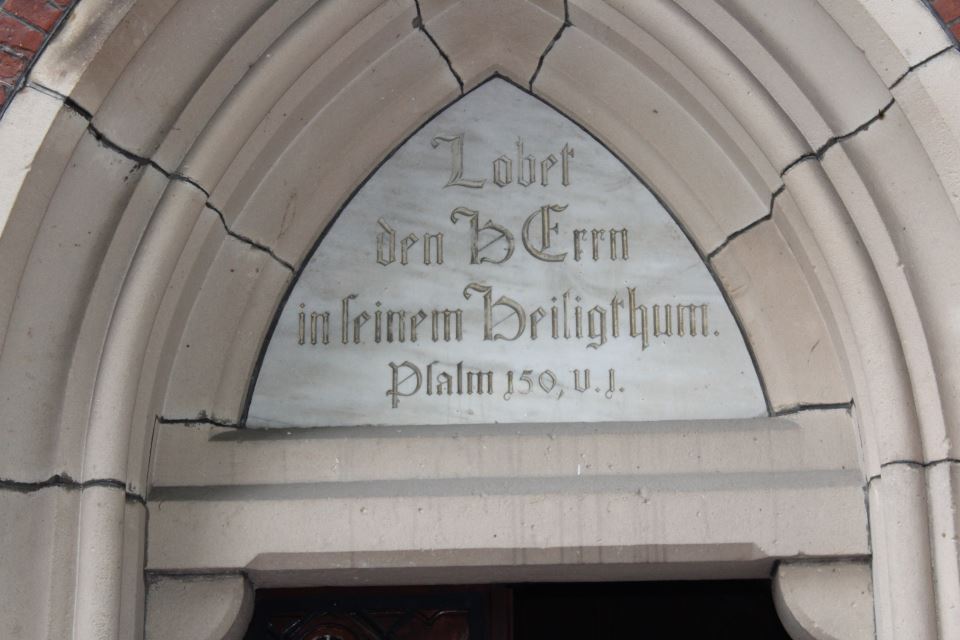 Lobet
den HErrn
in ſeinem Heiligthum.
Pſalm 150, v. 1.